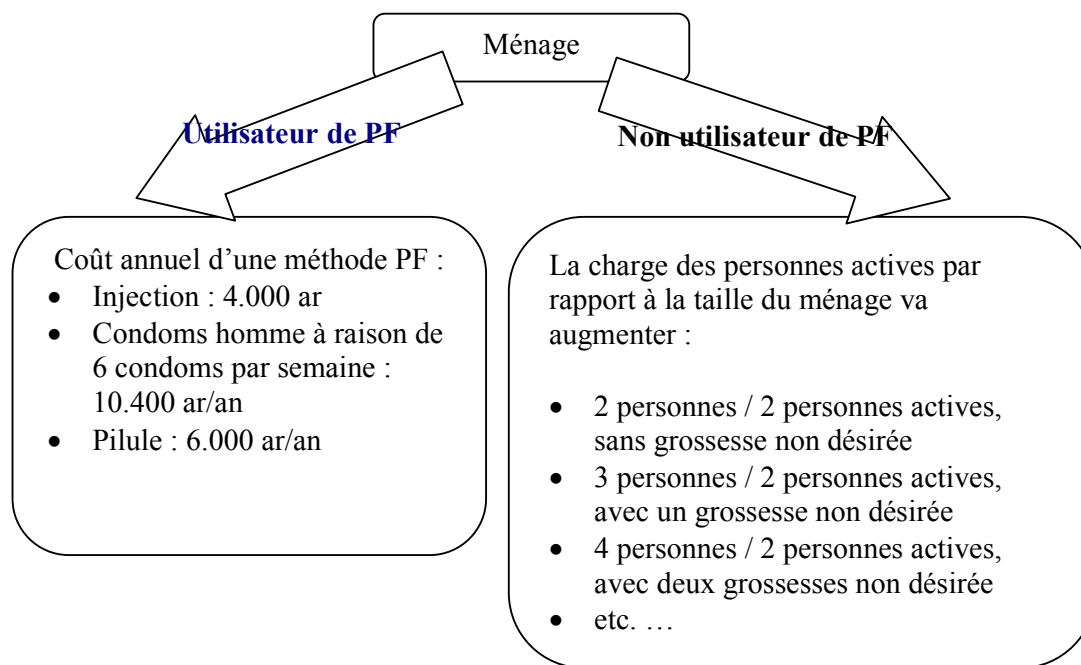 Ménage
Utilisateur de PF
Non utilisateur de PF
Coût annuel d’une méthode PF :
• Injection : 4.000 ar
• Condoms homme à raison de
6 condoms par semaine :
10.400 ar/an
• Pilule : 6.000 ar/an
La charge des personnes actives par
rapport à la taille du ménage va
augmenter :
• 2 personnes / 2 personnes actives,
sans grossesse non désirée
• 3 personnes / 2 personnes actives,
avec un grossesse non désirée
• 4 personnes / 2 personnes actives,
avec deux grossesses non désirée
• etc. …